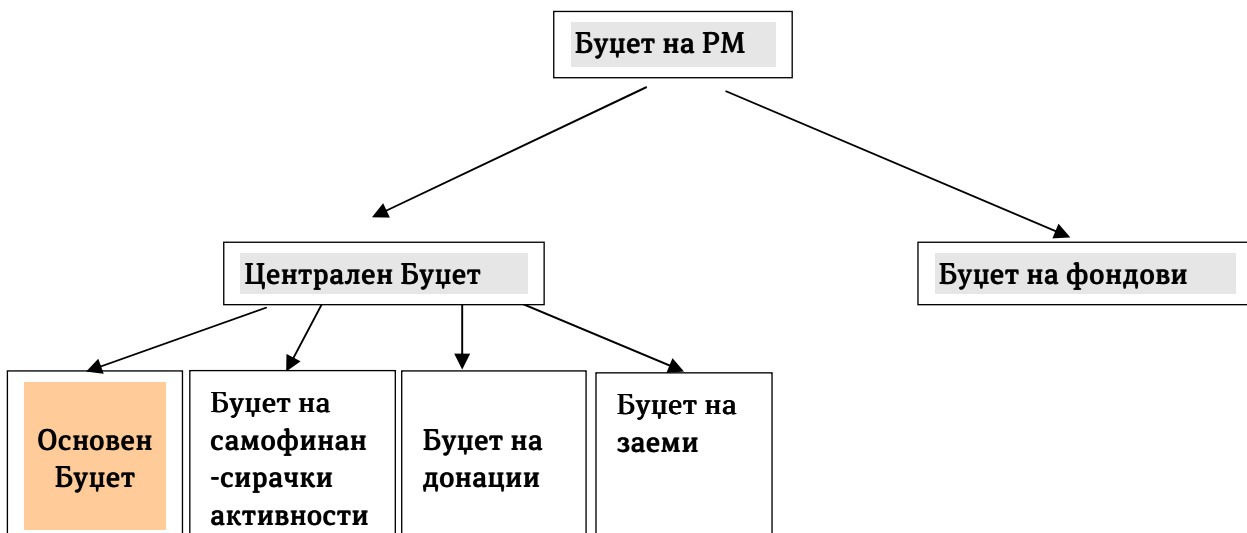 Буџет на РМ
Централен Буџет
Буџет на фондови
Основен
Буџет
Буџет на
самофинан
-сирачки
активности
Буџет на
донации
Буџет на
заеми